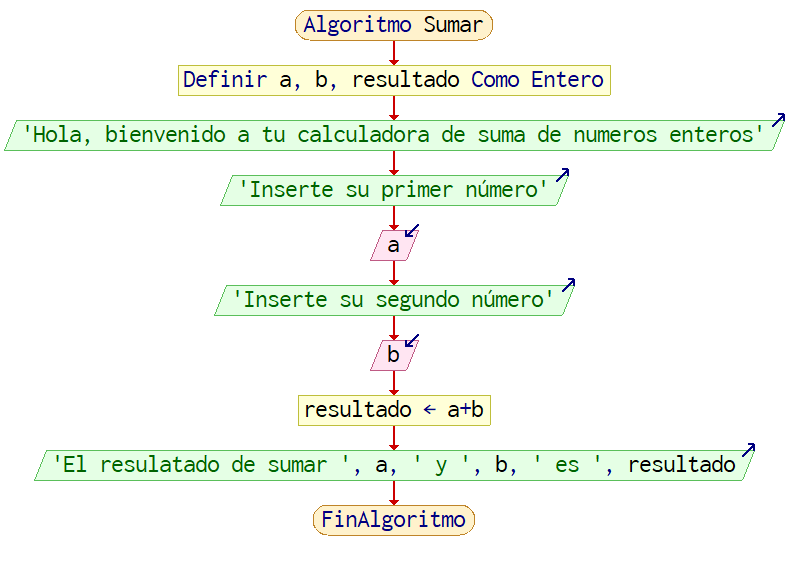 Algoritmo Sumar
Definir a, b, resultado Como Entero
'Hola, bienvenido a tu calculadora de suma de numeros enteros'
'Inserte su primer número'
a
'Inserte su segundo número'
b
resultado ← a+b
'El resulatado de sumar ', a, ' y ', b, ' es ', resultado
FinAlgoritmo